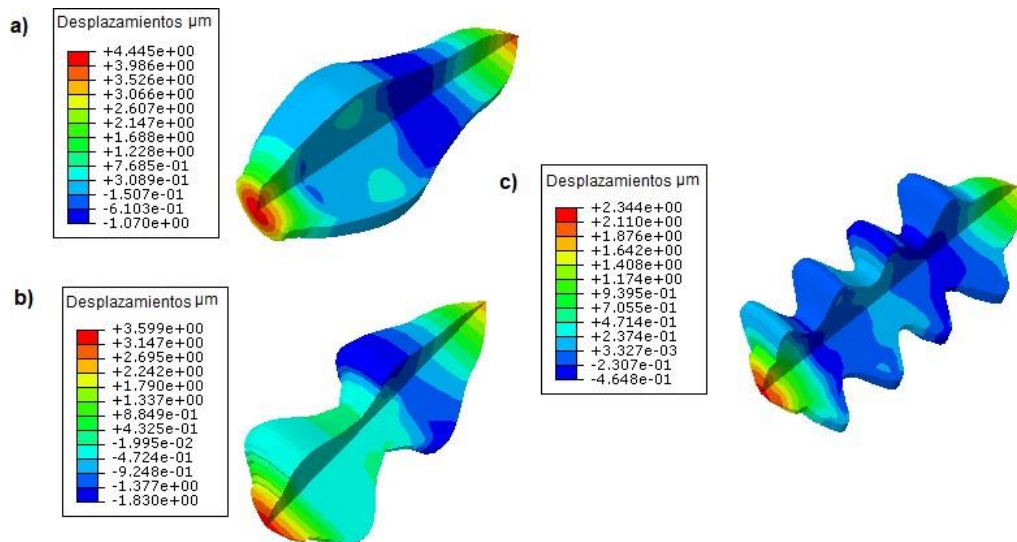 a)
Desplazamientos µm
+4.445e+00
+3.986e+00
+3.526e+00
+3.066e+00
+2.607e+00
+2.147e+00
+1.688e+00
+1.228e+00
+7.685e-01
+3.089e-01
-1.507e-01
-6.103e-01
-1.070e+00
b)
Desplazamientos µm
+3.599e+00
+3.147e+00
+2.695e+00
+2.242e+00
+1.790e+00
+1.337e+00
+8.849e-01
+4.325e-01
-1.995e-02
-4.724e-01
-9.248e-01
-1.377e+00
-1.830e+00
c)
Desplazamientos µm
+2.344e+00
+2.110e+00
+1.876e+00
+1.642e+00
+1.408e+00
+1.174e+00
+9.395e-01
+7.055e-01
+4.714e-01
+2.374e-01
+3.327e-03
-2.307e-01
-4.648e-01